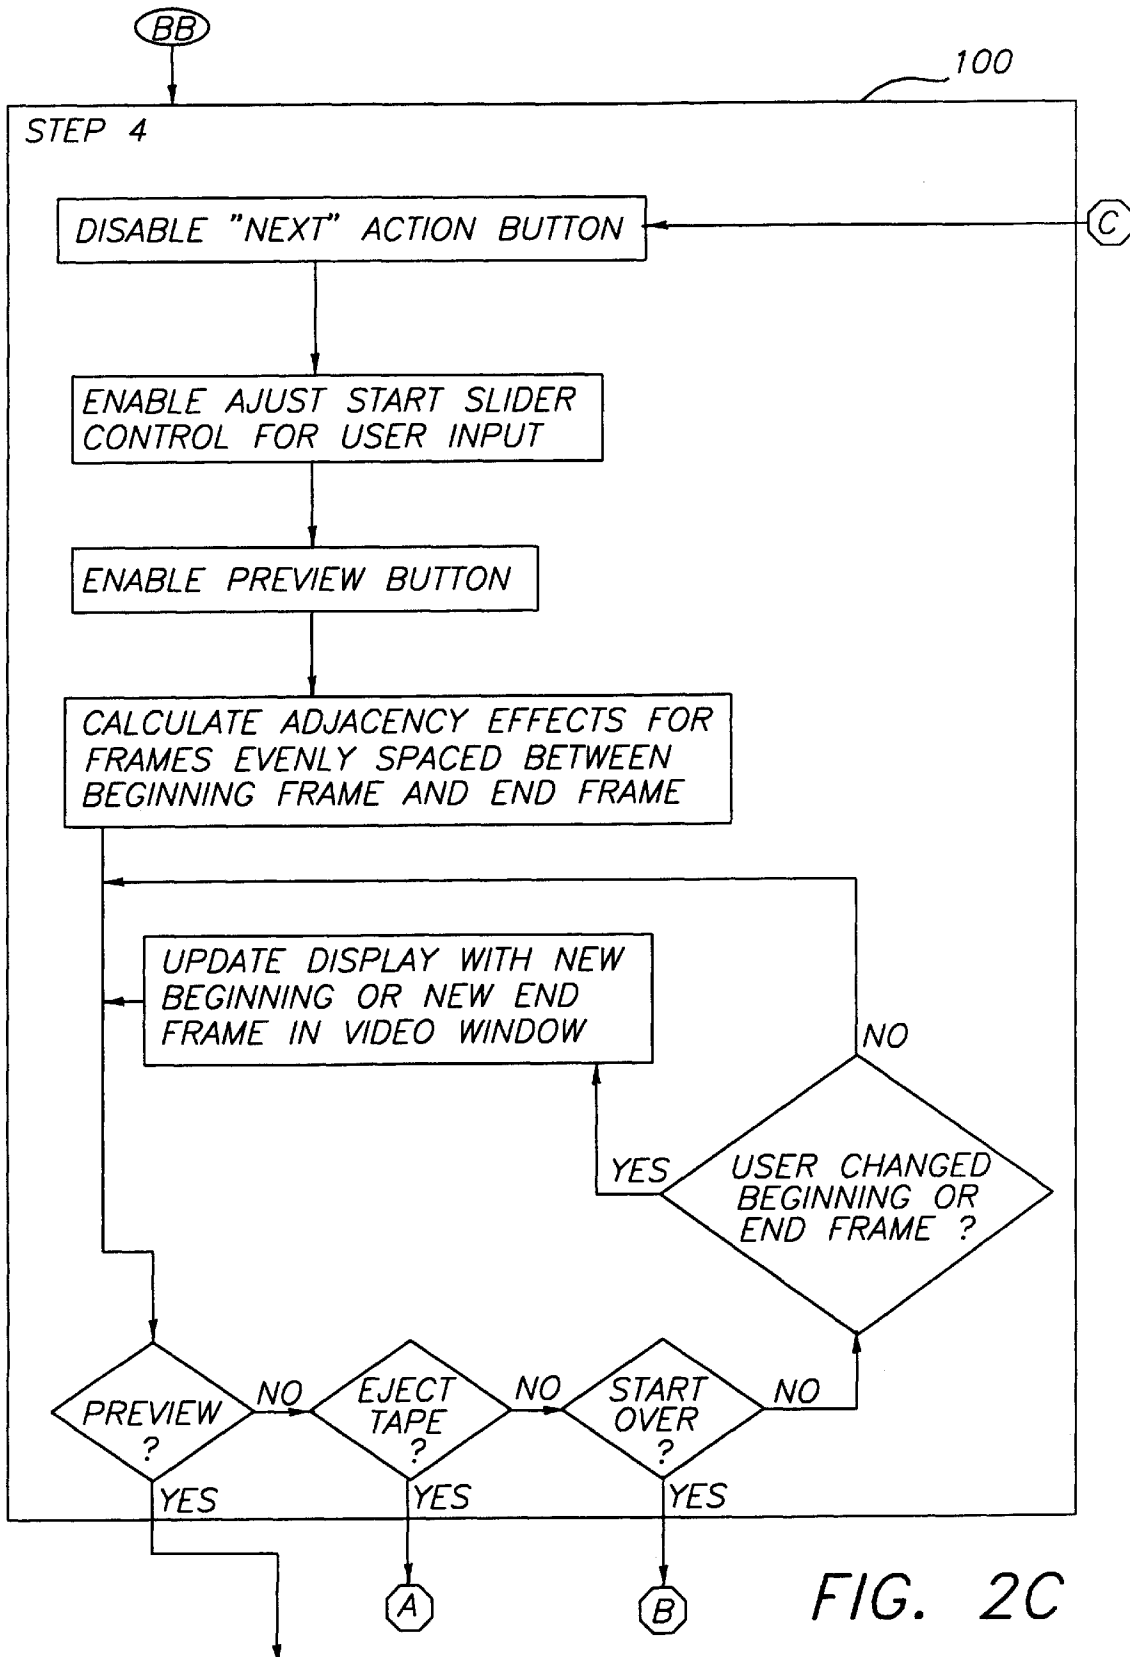 BB
100
STEP 4
DISABLE "NEXT" ACTION BUTTON
C
ENABLE AJUST START SLIDER
CONTROL FOR USER INPUT
ENABLE PREVIEW BUTTON
CALCULATE ADJACENCY EFFECTS FOR
FRAMES EVENLY SPACED BETWEEN
BEGINNING FRAME AND END FRAME
UPDATE DISPLAY WITH NEW
BEGINNING OR NEW END
FRAME IN VIDEO WINDOW
NO
YES
USER CHANGED
BEGINNING OR
END FRAME ?
PREVIEW
?
NO
EJECT
TAPE
?
NO
START
OVER
?
NO
YES
YES
YES
A
B
FIG. 2C